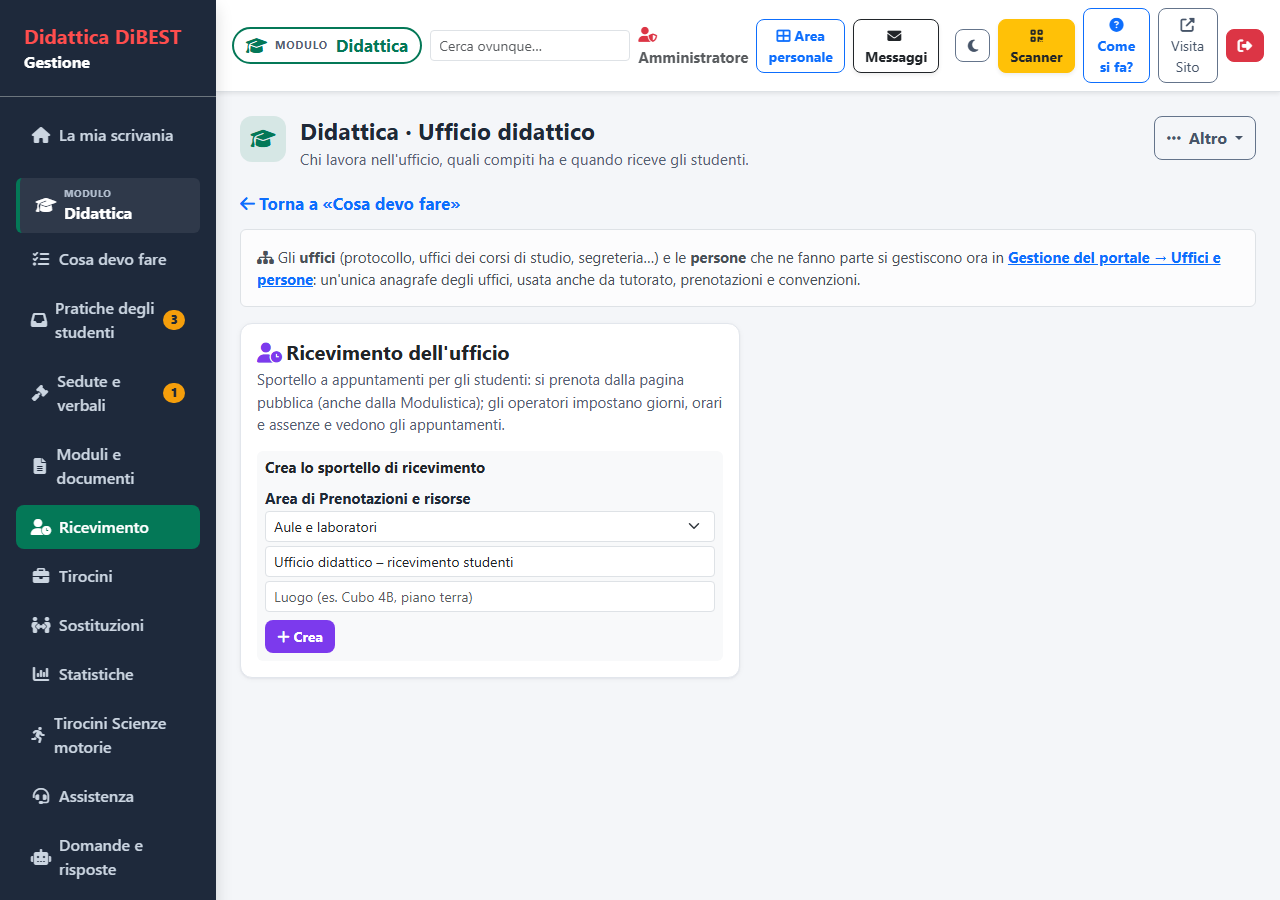 Didattica DiBEST
Gestione
La mia scrivania
MODULO
Didattica
Cosa devo fare
Pratiche degli
studenti
3
Sedute e
verbali
1
Moduli e
documenti
Ricevimento
Tirocini
Sostituzioni
Statistiche
Tirocini Scienze
motorie
Assistenza
Domande e
risposte
MODULO Didattica
Cerca ovunque...
Amministratore
Area
personale
Messaggi
Scanner
Come
si fa?
Visita
Sito
Didattica · Ufficio didattico
Chi lavora nell'ufficio, quali compiti ha e quando riceve gli studenti.
Altro
Torna a «Cosa devo fare»
Gli uffici (protocollo, uffici dei corsi di studio, segreteria…) e le persone che ne fanno parte si gestiscono ora in Gestione del portale → Uffici e
persone: un'unica anagrafe degli uffici, usata anche da tutorato, prenotazioni e convenzioni.
Ricevimento dell'ufficio
Sportello a appuntamenti per gli studenti: si prenota dalla pagina
pubblica (anche dalla Modulistica); gli operatori impostano giorni, orari
e assenze e vedono gli appuntamenti.
Crea lo sportello di ricevimento
Area di Prenotazioni e risorse
Aule e laboratori
Ufficio didattico – ricevimento studenti
Luogo (es. Cubo 4B, piano terra)
Crea